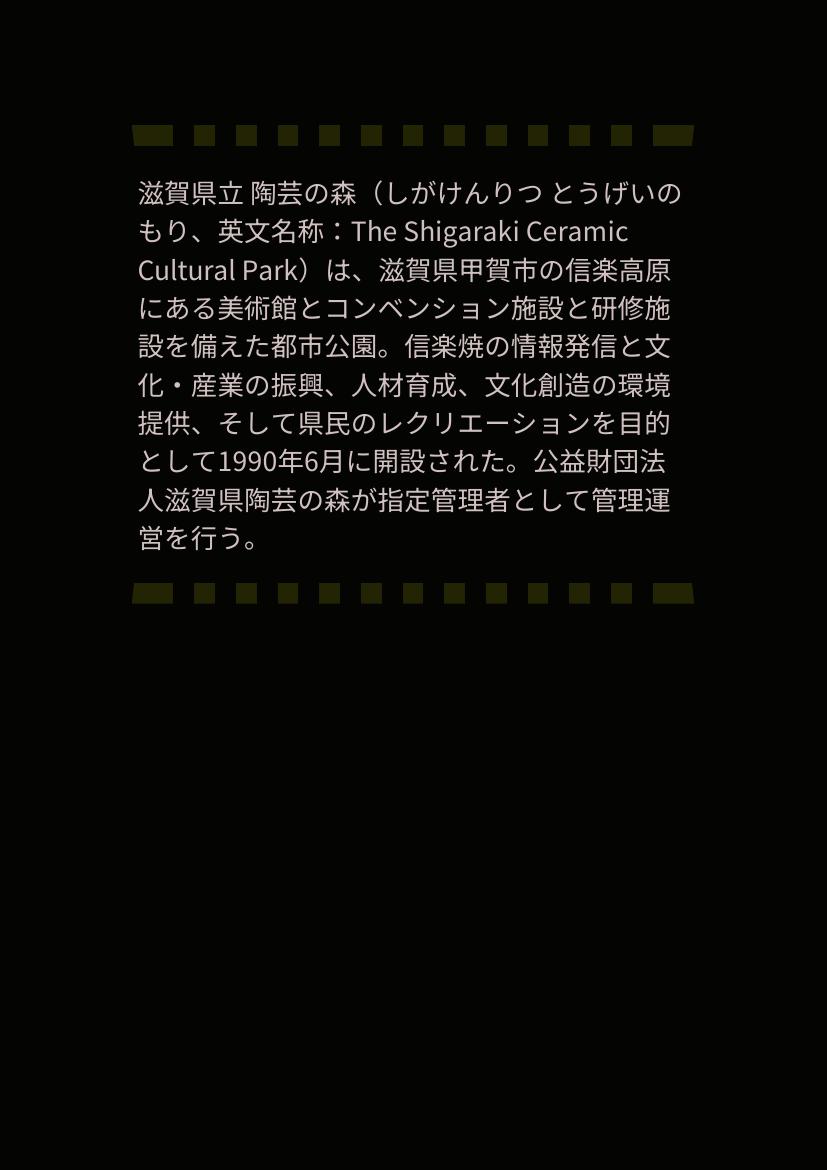 滋賀県立 陶芸の森（しがけんりつ とうげいの
もり、英文名称：The Shigaraki Ceramic
Cultural Park）は、滋賀県甲賀市の信楽高原
にある美術館とコンベンション施設と研修施
設を備えた都市公園。信楽焼の情報発信と文
化・産業の振興、人材育成、文化創造の環境
提供、そして県民のレクリエーションを目的
として1990年6月に開設された。公益財団法
人滋賀県陶芸の森が指定管理者として管理運
営を行う。